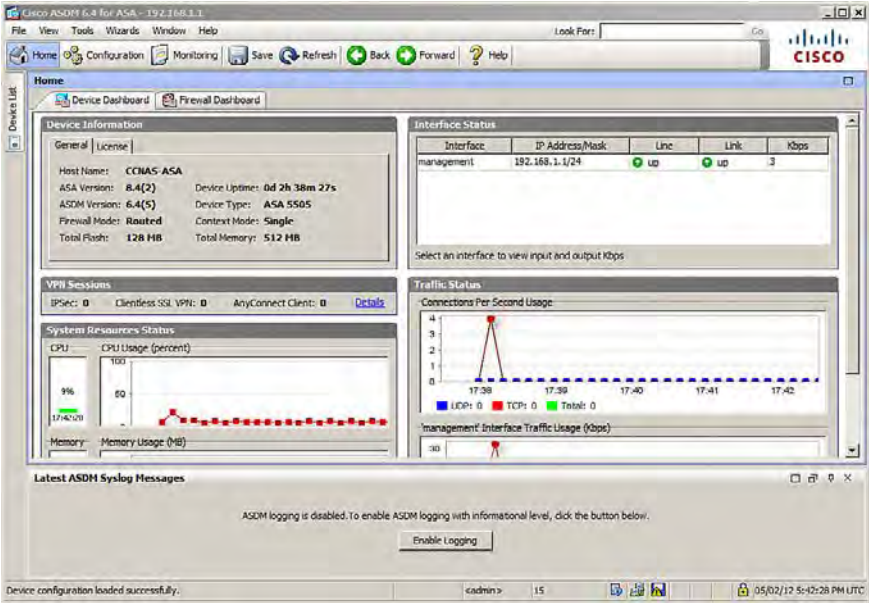 Cisco ASDM 6.4 for ASA - 192.168.1.1
File View Tools Wizards Window Help Look For: Go
Home Configuration Monitoring Save Refresh Back Forward Help
CISCO
Device List
Home
Device Dashboard Firewall Dashboard
Device Information
General License
Host Name: CCNAS-ASA
ASA Version: 8.4(2) Device Uptime: 0d 2h 38m 27s
ASDM Version: 6.4(5) Device Type: ASA 5505
Firewall Mode: Routed Context Mode: Single
Total Flash: 128 MB Total Memory: 512 MB
Interface Status
Interface IP Address/Mask Line Link Kbps
management 192.168.1.1/24 up up 3
Select an interface to view input and output Kbps
VPN Sessions
IPSec: 0 Clientless SSL VPN: 0 AnyConnect Client: 0 Details
System Resources Status
CPU CPU Usage (percent)
100
50
9%
17:42:20
Memory Memory Usage (MB)
Traffic Status
Connections Per Second Usage
4
3
2
1
0
17:38 17:39 17:40 17:41 17:42
UDP: 0 TCP: 0 Total: 0
'management' Interface Traffic Usage (Kbps)
30
Latest ASDM Syslog Messages
ASDM logging is disabled.To enable ASDM logging with informational level, click the button below.
Enable Logging
Device configuration loaded successfully. <admin> 15 05/02/12 5:42:28 PM UTC